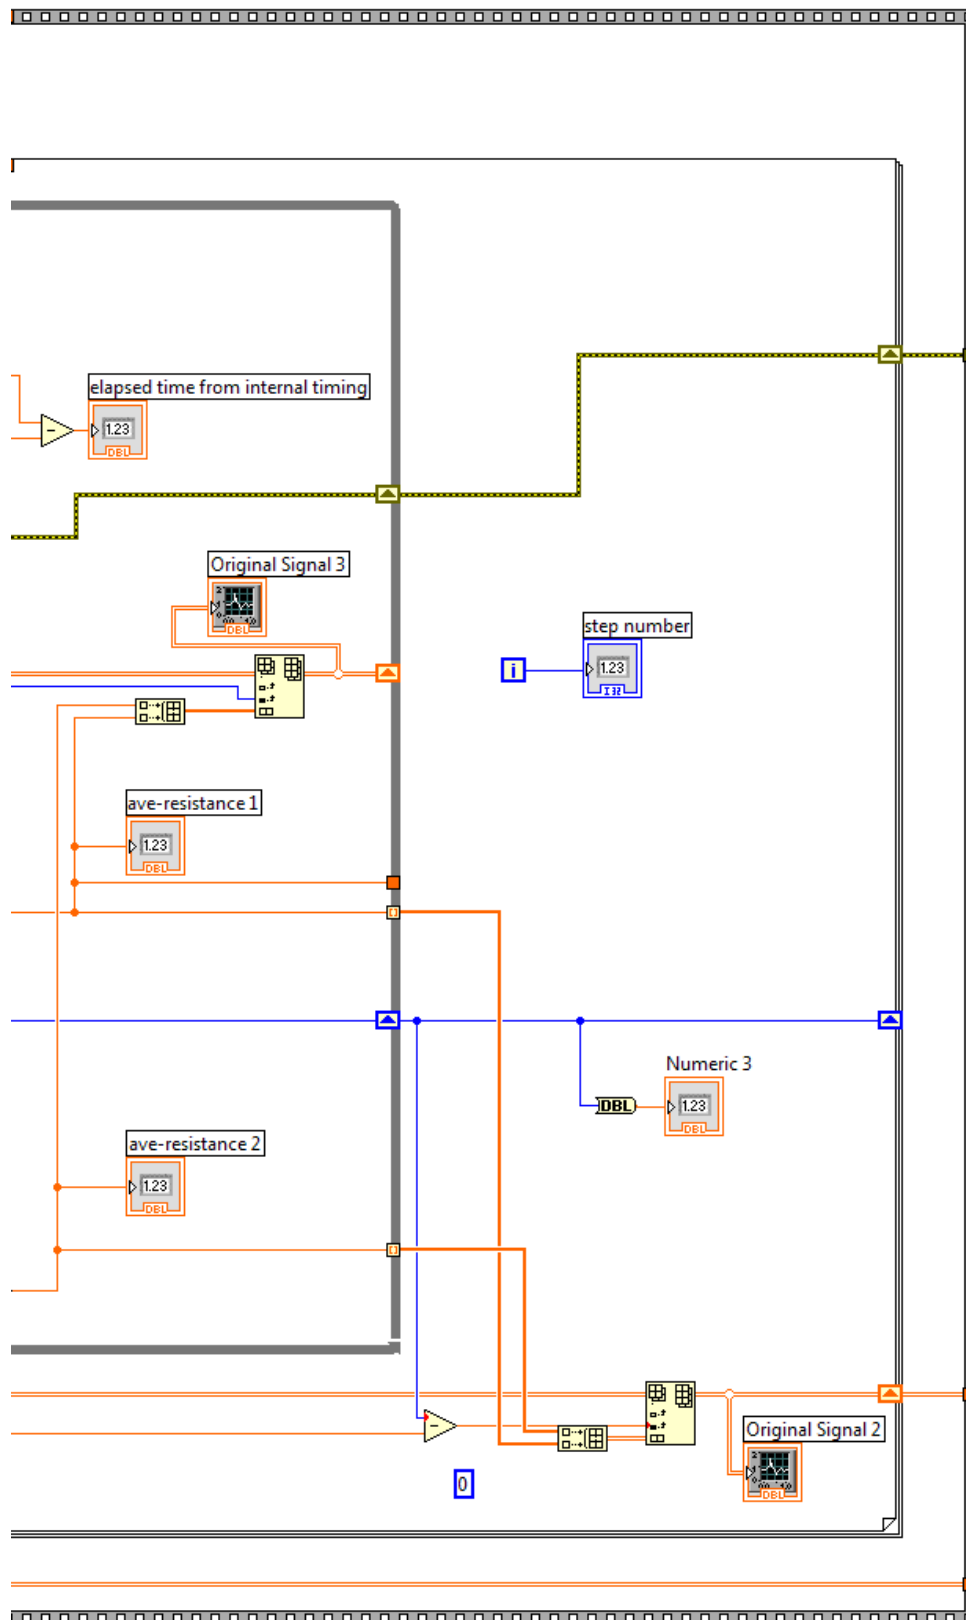 elapsed time from internal timing
1.23
DBL
Original Signal 3
DBL
step number
i
1.23
I32
ave-resistance 1
1.23
DBL
Numeric 3
DBL
1.23
DBL
ave-resistance 2
1.23
DBL
Original Signal 2
0
DBL